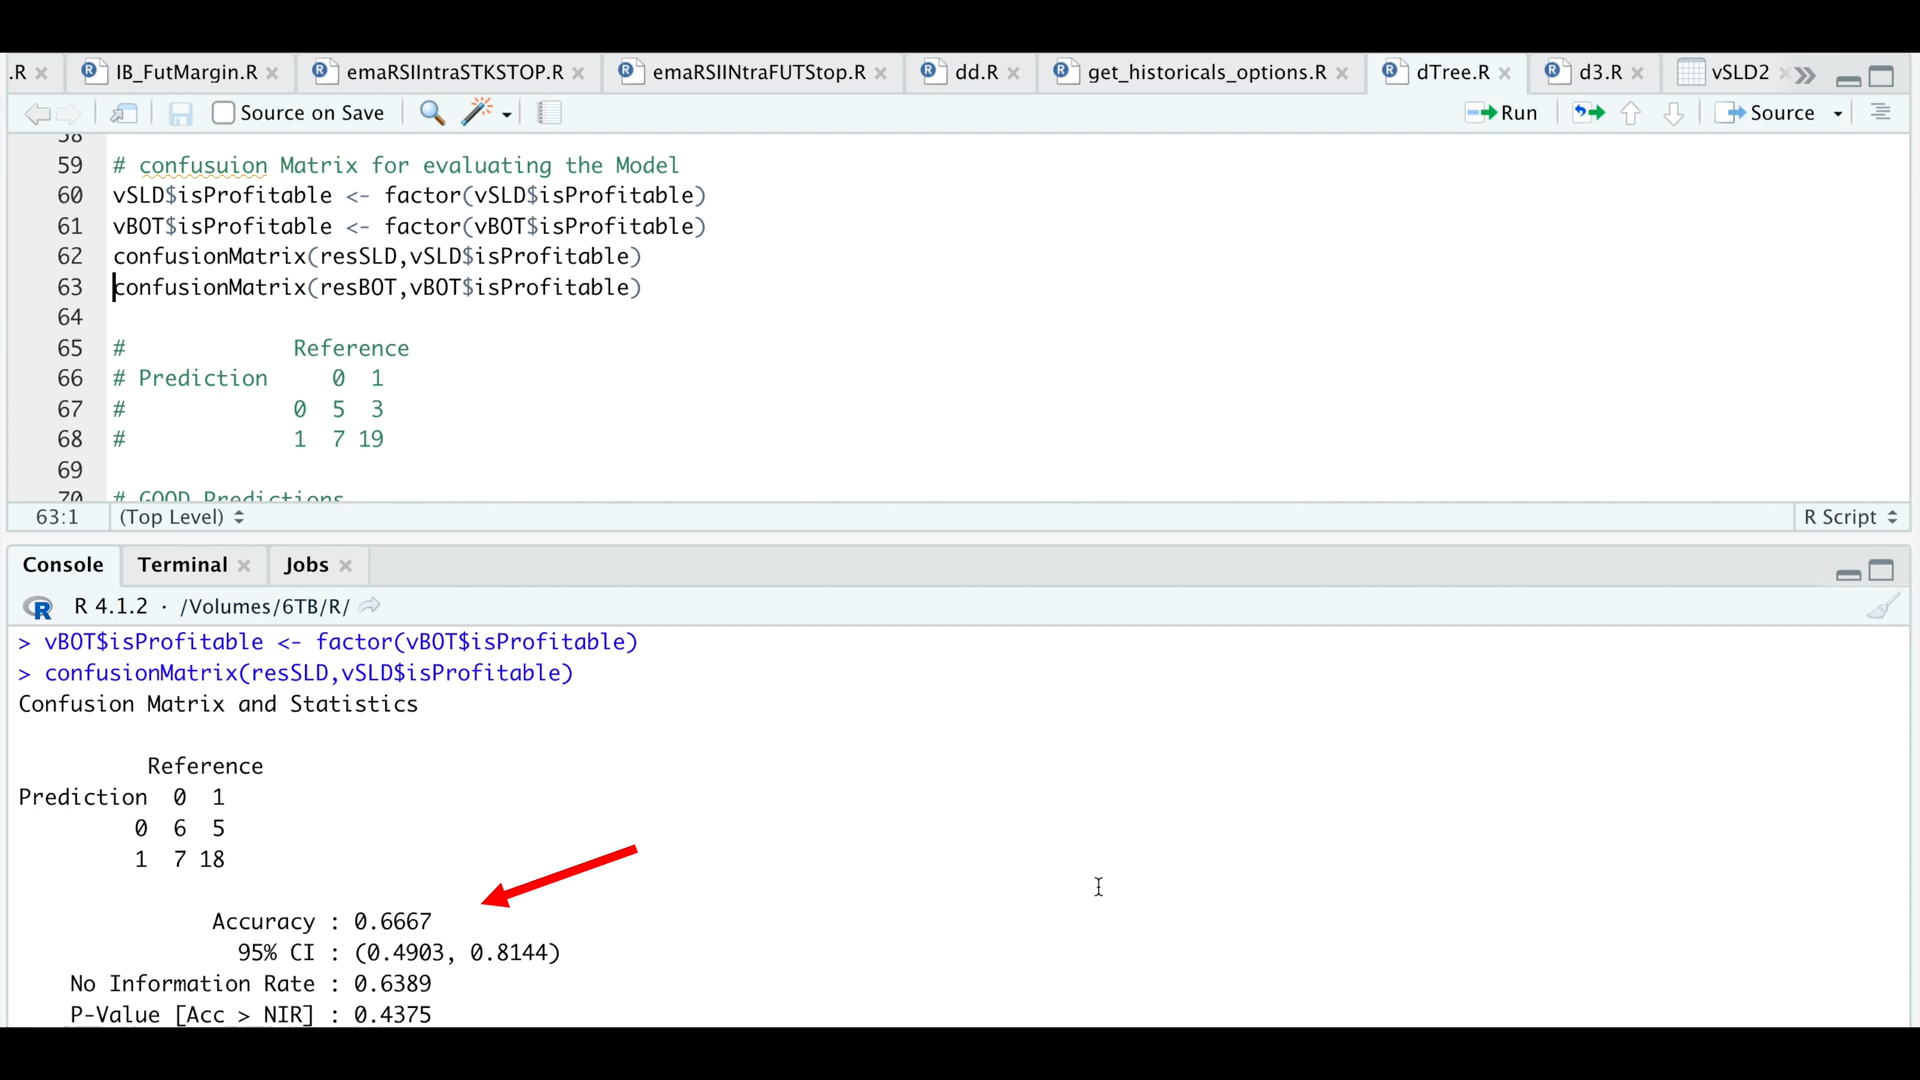 .R IB_FutMargin.R emaRSIIntraSTKSTOP.R emaRSIINtraFUTStop.R dd.R get_historicals_options.R dTree.R d3.R vSLD2
Source on Save Run Source
58
59 # confusuion Matrix for evaluating the Model
60 vSLD$isProfitable <- factor(vSLD$isProfitable)
61 vBOT$isProfitable <- factor(vBOT$isProfitable)
62 confusionMatrix(resSLD,vSLD$isProfitable)
63 confusionMatrix(resBOT,vBOT$isProfitable)
64
65 # Reference
66 # Prediction 0 1
67 # 0 5 3
68 # 1 7 19
69
70 # GOOD Predictions
63:1 (Top Level) R Script
Console Terminal Jobs
R 4.1.2 · /Volumes/6TB/R/
> vBOT$isProfitable <- factor(vBOT$isProfitable)
> confusionMatrix(resSLD,vSLD$isProfitable)
Confusion Matrix and Statistics
Reference
Prediction 0 1
0 6 5
1 7 18
Accuracy : 0.6667
95% CI : (0.4903, 0.8144)
No Information Rate : 0.6389
P-Value [Acc > NIR] : 0.4375